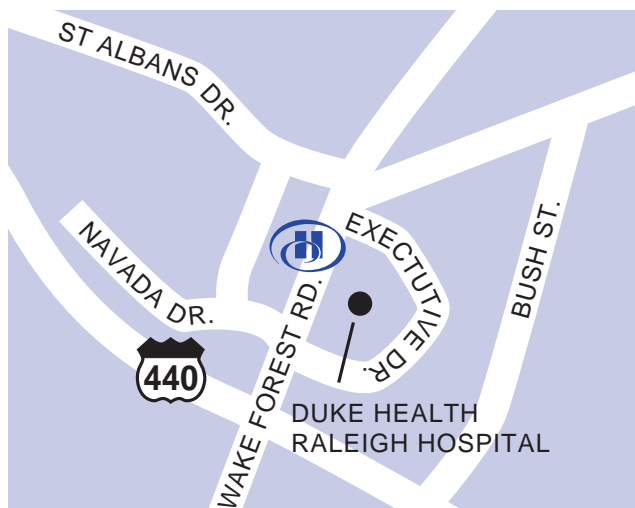 ST ALBANS DR.
NAVADA DR.
EXECTUTIVE DR.
BUSH ST.
WAKE FOREST RD.
440
DUKE HEALTH
RALEIGH HOSPITAL
H